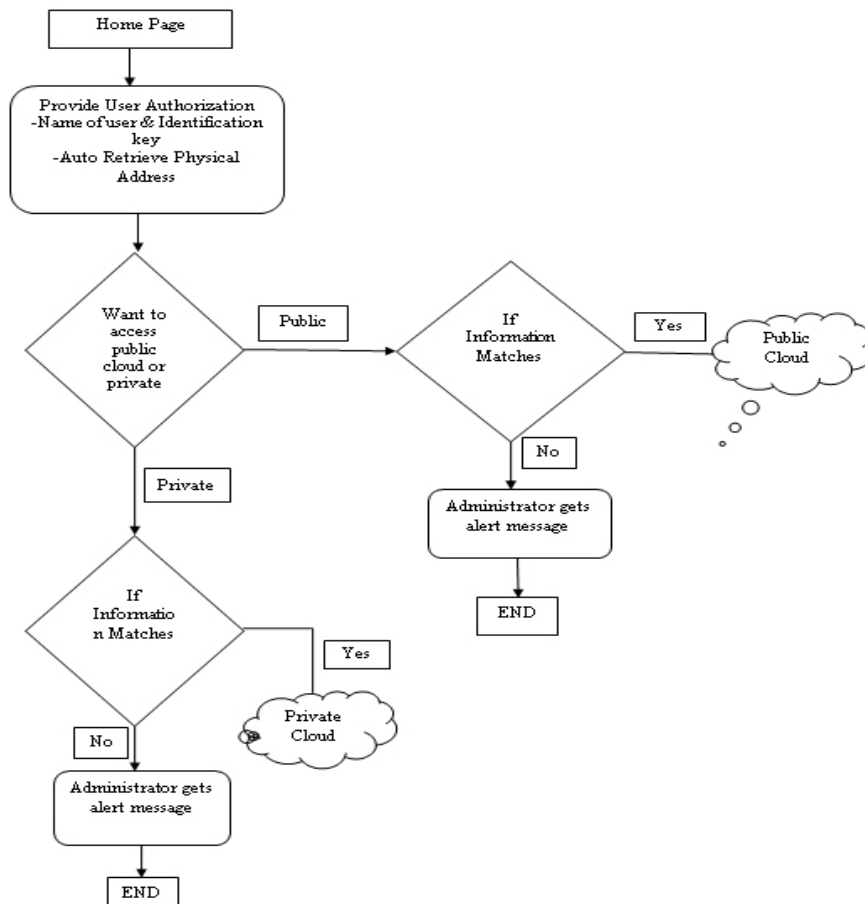 Home Page
Provide User Authorization
-Name of user & Identification
key
-Auto Retrieve Physical
Address
Want to
access
public
cloud or
private
Public
If
Information
Matches
Yes
Public
Cloud
No
Administrator gets
alert message
END
Private
If
Informatio
n Matches
Yes
Private
Cloud
No
Administrator gets
alert message
END